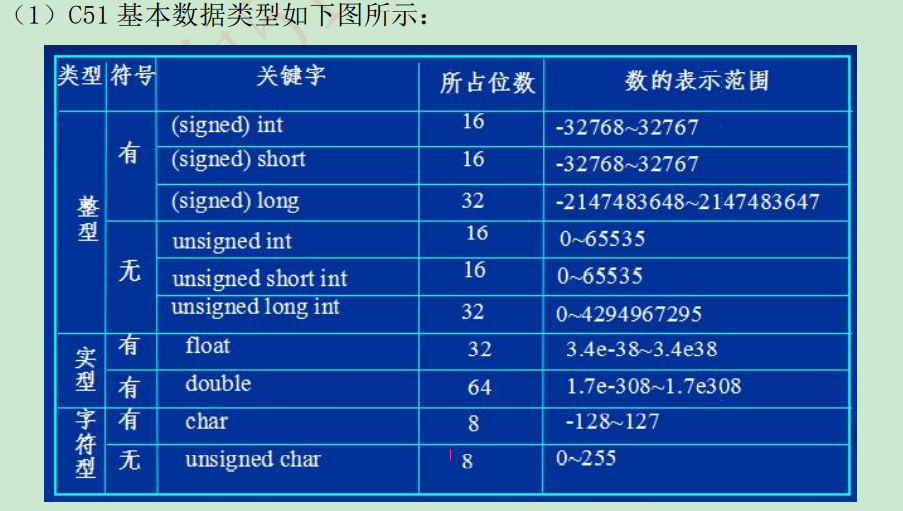 （1）C51 基本数据类型如下图所示：
类型 符号 关键字 所占位数 数的表示范围
整型 有 (signed) int 16 -32768~32767
(signed) short 16 -32768~32767
(signed) long 32 -2147483648~2147483647
无 unsigned int 16 0~65535
unsigned short int 16 0~65535
unsigned long int 32 0~4294967295
实型 有 float 32 3.4e-38~3.4e38
有 double 64 1.7e-308~1.7e308
字符型 有 char 8 -128~127
无 unsigned char 8 0~255